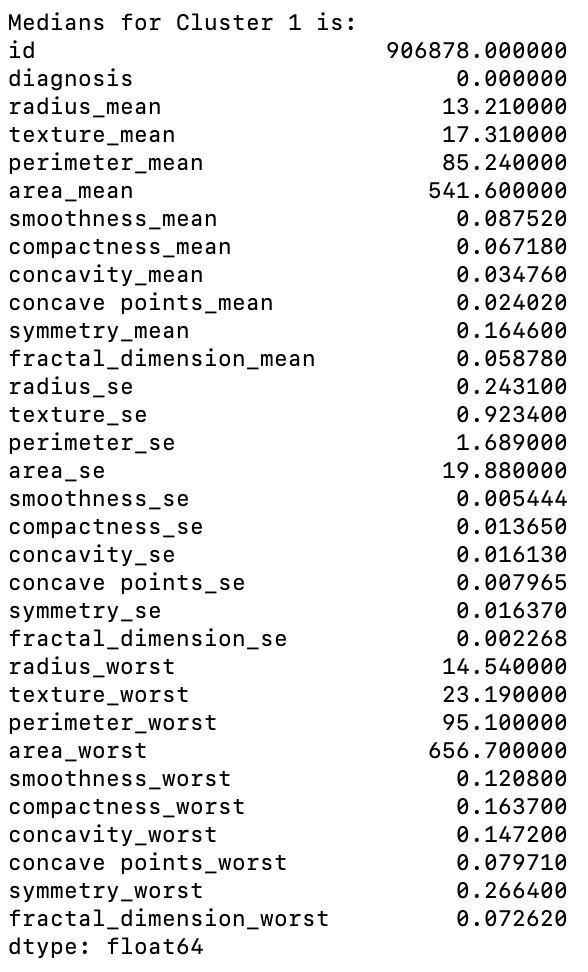 Medians for Cluster 1 is:
id 906878.000000
diagnosis 0.000000
radius_mean 13.210000
texture_mean 17.310000
perimeter_mean 85.240000
area_mean 541.600000
smoothness_mean 0.087520
compactness_mean 0.067180
concavity_mean 0.034760
concave points_mean 0.024020
symmetry_mean 0.164600
fractal_dimension_mean 0.058780
radius_se 0.243100
texture_se 0.923400
perimeter_se 1.689000
area_se 19.880000
smoothness_se 0.005444
compactness_se 0.013650
concavity_se 0.016130
concave points_se 0.007965
symmetry_se 0.016370
fractal_dimension_se 0.002268
radius_worst 14.540000
texture_worst 23.190000
perimeter_worst 95.100000
area_worst 656.700000
smoothness_worst 0.120800
compactness_worst 0.163700
concavity_worst 0.147200
concave points_worst 0.079710
symmetry_worst 0.266400
fractal_dimension_worst 0.072620
dtype: float64